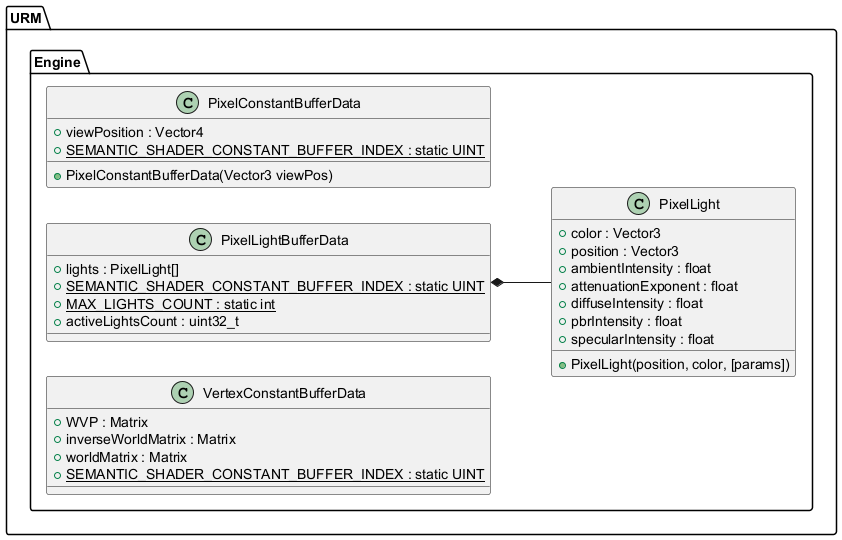 URM
Engine
C PixelConstantBufferData
viewPosition : Vector4
SEMANTIC_SHADER_CONSTANT_BUFFER_INDEX : static UINT
PixelConstantBufferData(Vector3 viewPos)
C PixelLightBufferData
lights : PixelLight[]
SEMANTIC_SHADER_CONSTANT_BUFFER_INDEX : static UINT
MAX_LIGHTS_COUNT : static int
activeLightsCount : uint32_t
C PixelLight
color : Vector3
position : Vector3
ambientIntensity : float
attenuationExponent : float
diffuseIntensity : float
pbrIntensity : float
specularIntensity : float
PixelLight(position, color, [params])
C VertexConstantBufferData
WVP : Matrix
inverseWorldMatrix : Matrix
worldMatrix : Matrix
SEMANTIC_SHADER_CONSTANT_BUFFER_INDEX : static UINT